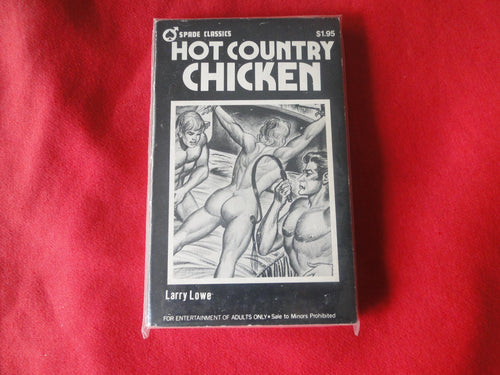 SPADE CLASSICS
$1.95
HOT COUNTRY
CHICKEN
Larry Lowe
FOR ENTERTAINMENT OF ADULTS ONLY • Sale to Minors Prohibited